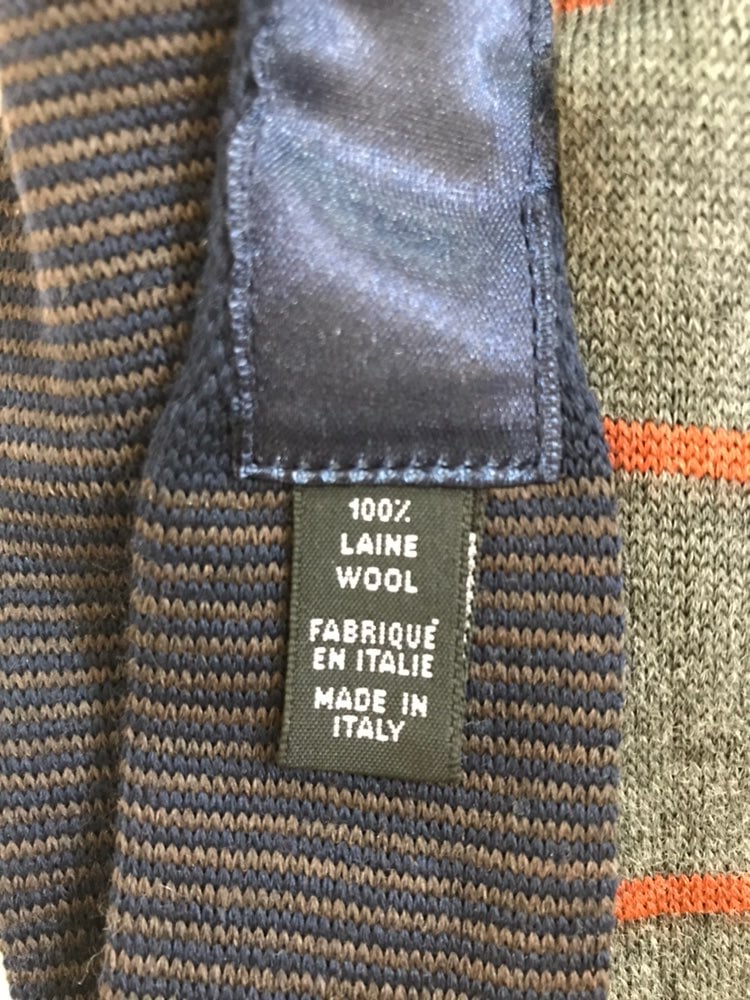 100%
LAINE
WOOL
FABRIQUÉ
EN ITALIE
MADE IN
ITALY